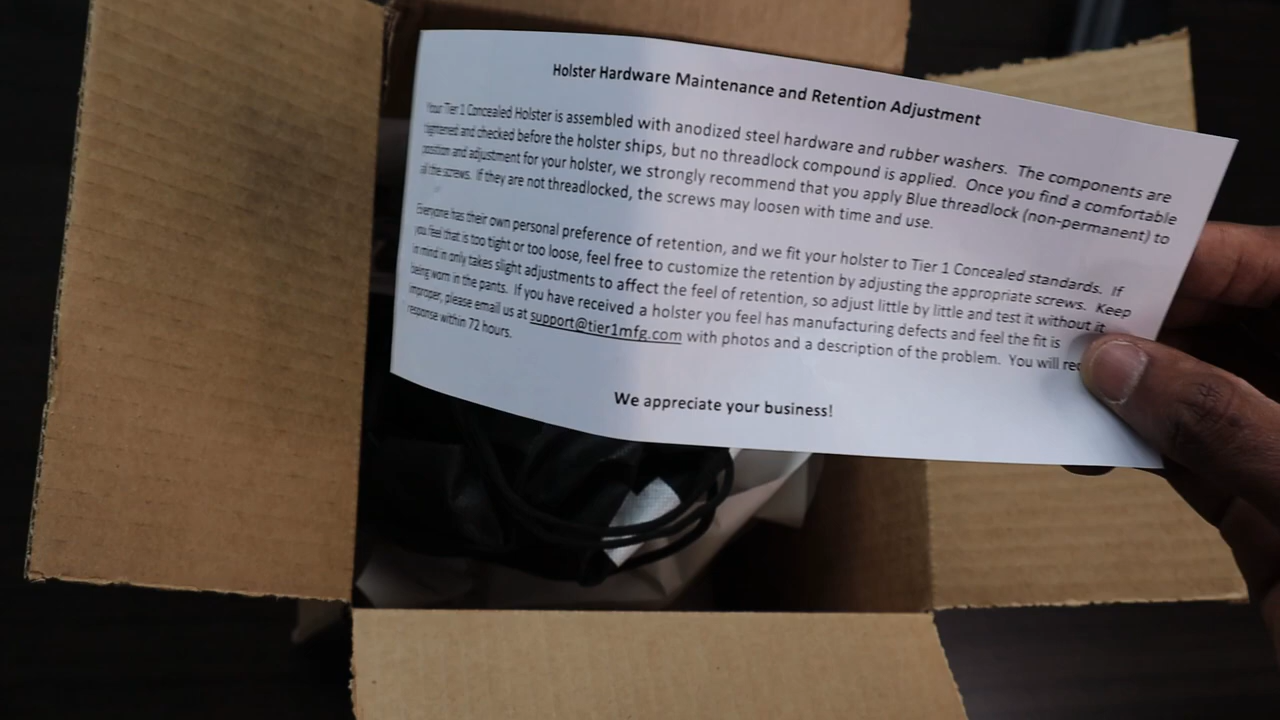 Holster Hardware Maintenance and Retention Adjustment
Your Tier 1 Concealed Holster is assembled with anodized steel hardware and rubber washers. The components are
tightened and checked before the holster ships, but no threadlock compound is applied. Once you find a comfortable
position and adjustment for your holster, we strongly recommend that you apply Blue threadlock (non-permanent) to
all the screws. If they are not threadlocked, the screws may loosen with time and use.
Everyone has their own personal preference of retention, and we fit your holster to Tier 1 Concealed standards. If
you feel that is too tight or too loose, feel free to customize the retention by adjusting the appropriate screws. Keep
in mind in only takes slight adjustments to affect the feel of retention, so adjust little by little and test it without it
being worn in the pants. If you have received a holster you feel has manufacturing defects and feel the fit is
improper, please email us at support@tier1mfg.com with photos and a description of the problem. You will
response within 72 hours.
We appreciate your business!